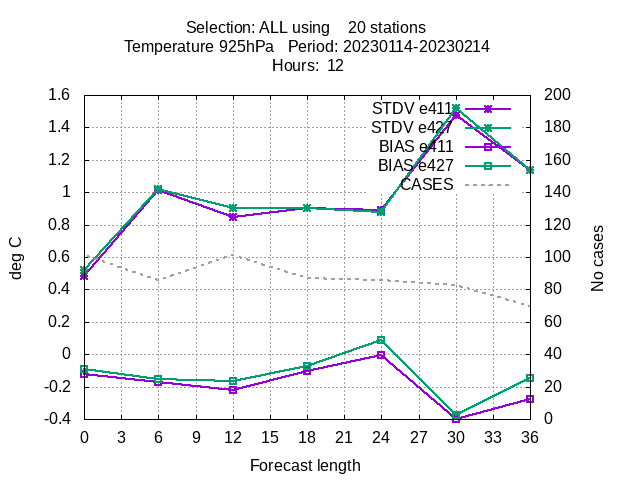 Selection: ALL using 20 stations
Temperature 925hPa Period: 20230114-20230214
Hours: 12
1.6
1.4
1.2
1
0.8
0.6
0.4
0.2
0
-0.2
-0.4
deg C
STDV e411
STDV e427
BIAS e411
BIAS e427
CASES
200
180
160
140
120
100
80
60
40
20
0
No cases
0 3 6 9 12 15 18 21 24 27 30 33 36
Forecast length